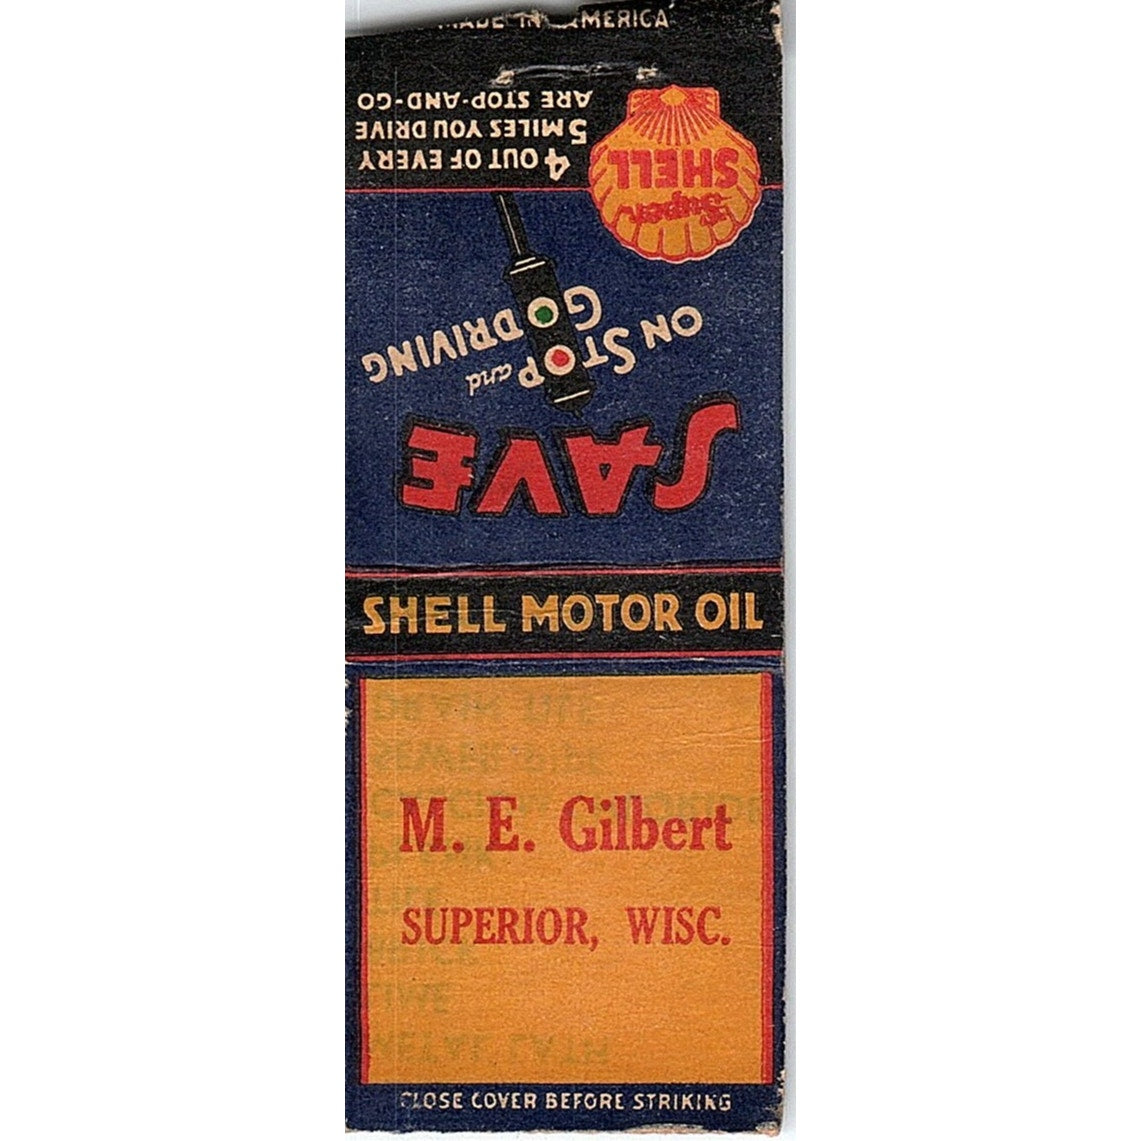 MADE IN AMERICA
4 OUT OF EVERY
5 MILES YOU DRIVE
ARE STOP-AND-GO
Super
SHELL
SAVE
ON STOP and
GO DRIVING
SHELL MOTOR OIL
M. E. Gilbert
SUPERIOR, WISC.
CLOSE COVER BEFORE STRIKING